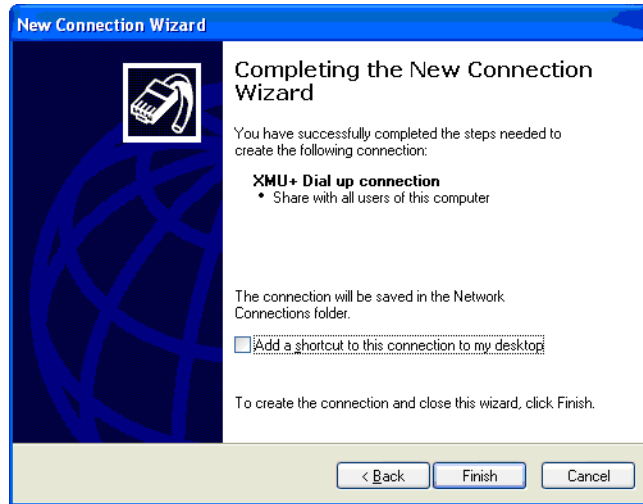 New Connection Wizard
Completing the New Connection
Wizard
You have successfully completed the steps needed to
create the following connection:
XMU+ Dial up connection
• Share with all users of this computer
The connection will be saved in the Network
Connections folder.
Add a shortcut to this connection to my desktop
To create the connection and close this wizard, click Finish.
< Back
Finish
Cancel